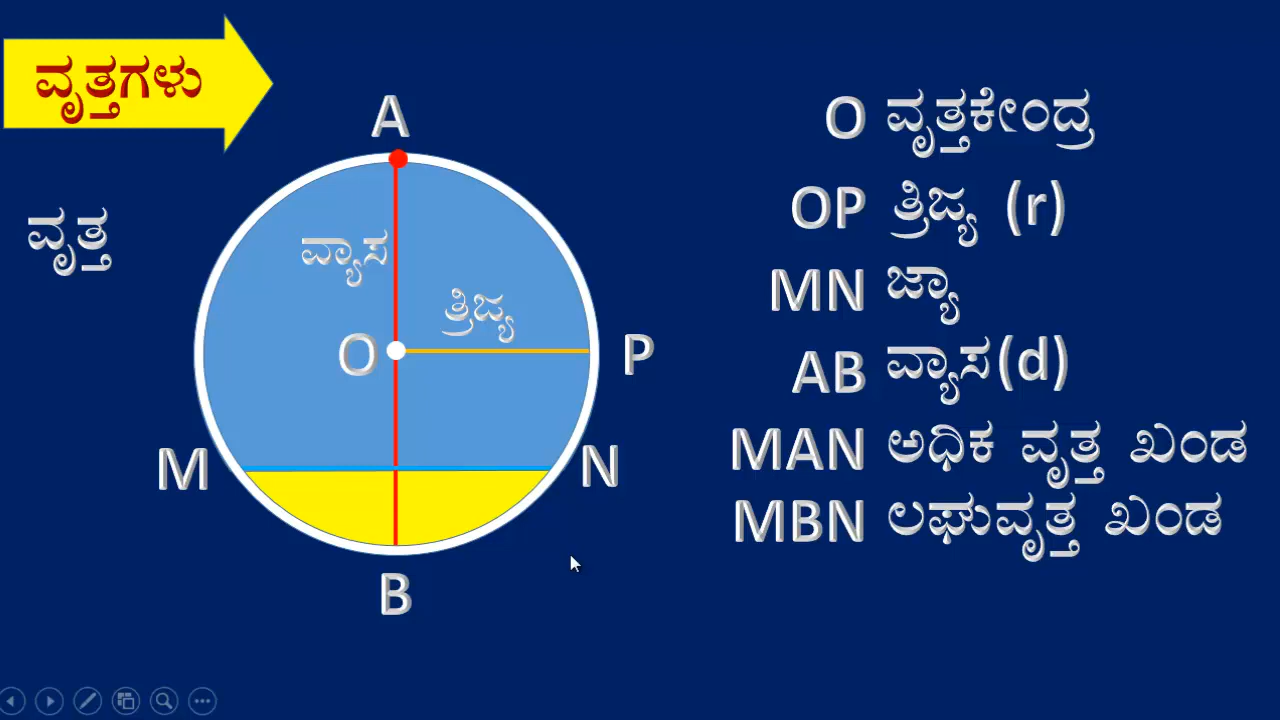 ವೃತ್ತಗಳು
A
O ವೃತ್ತಕೇಂದ್ರ
OP ತ್ರಿಜ್ಯ (r)
ವೃತ್ತ
ವ್ಯಾಸ
MN ಜ್ಯಾ
ತ್ರಿಜ್ಯ
O
P
AB ವ್ಯಾಸ(d)
M
N
MAN ಅಧಿಕ ವೃತ್ತ ಖಂಡ
MBN ಲಘುವೃತ್ತ ಖಂಡ
B